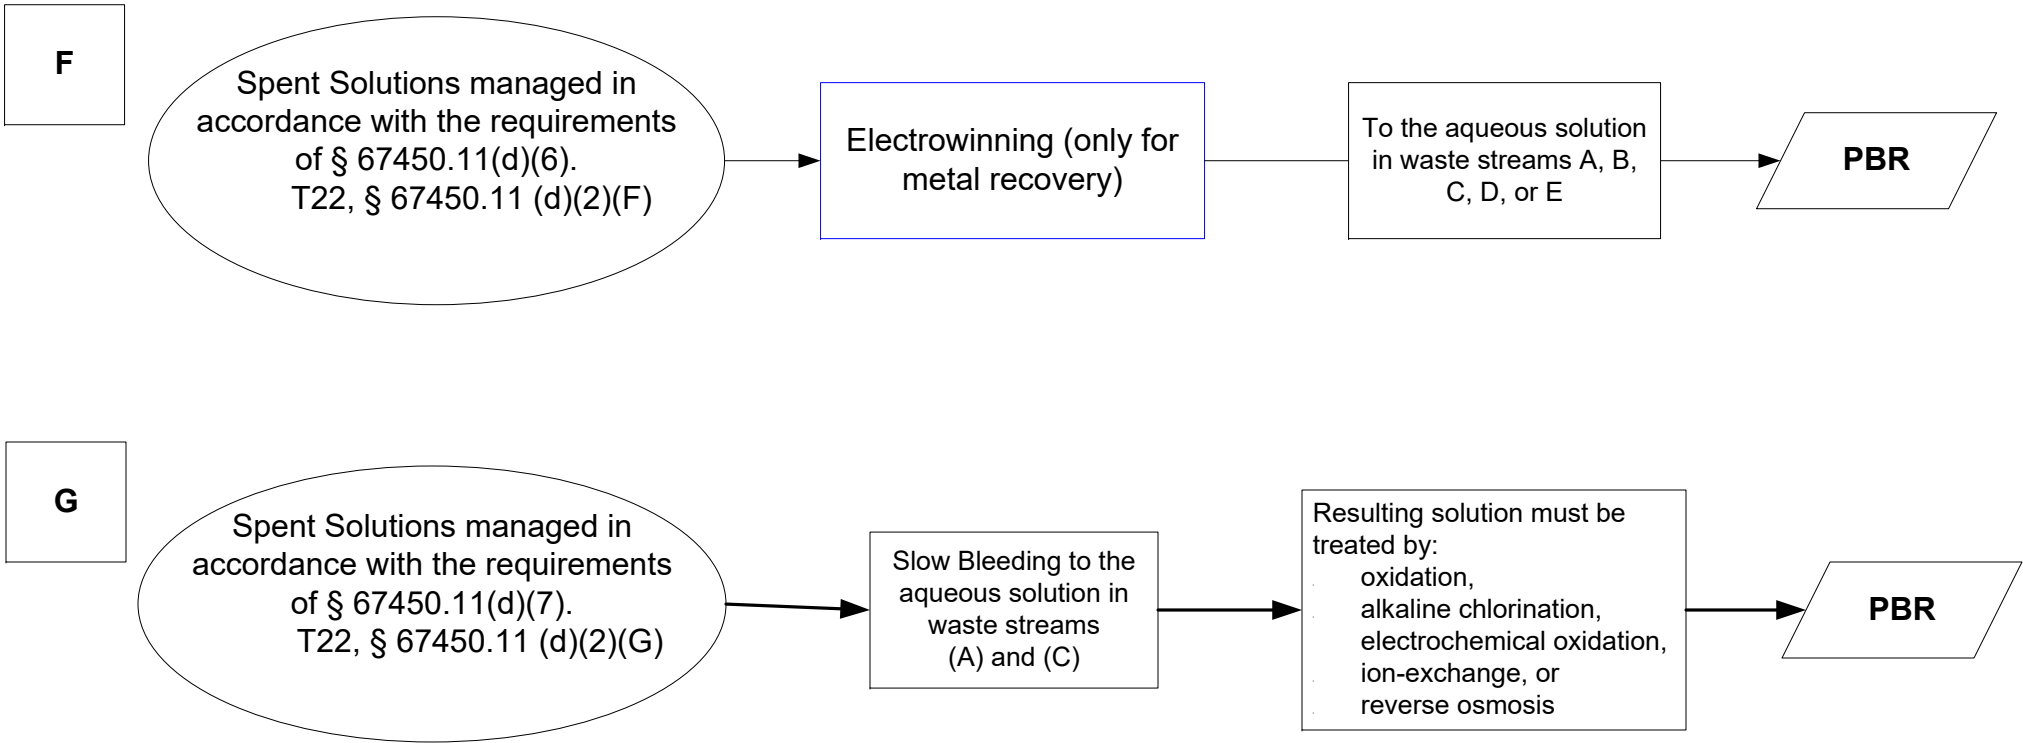 F
Spent Solutions managed in
accordance with the requirements
of § 67450.11(d)(6).
T22, § 67450.11 (d)(2)(F)
Electrowinning (only for
metal recovery)
To the aqueous solution
in waste streams A, B,
C, D, or E
PBR
G
Spent Solutions managed in
accordance with the requirements
of § 67450.11(d)(7).
T22, § 67450.11 (d)(2)(G)
Slow Bleeding to the
aqueous solution in
waste streams
(A) and (C)
Resulting solution must be
treated by:
oxidation,
alkaline chlorination,
electrochemical oxidation,
ion-exchange, or
reverse osmosis
PBR